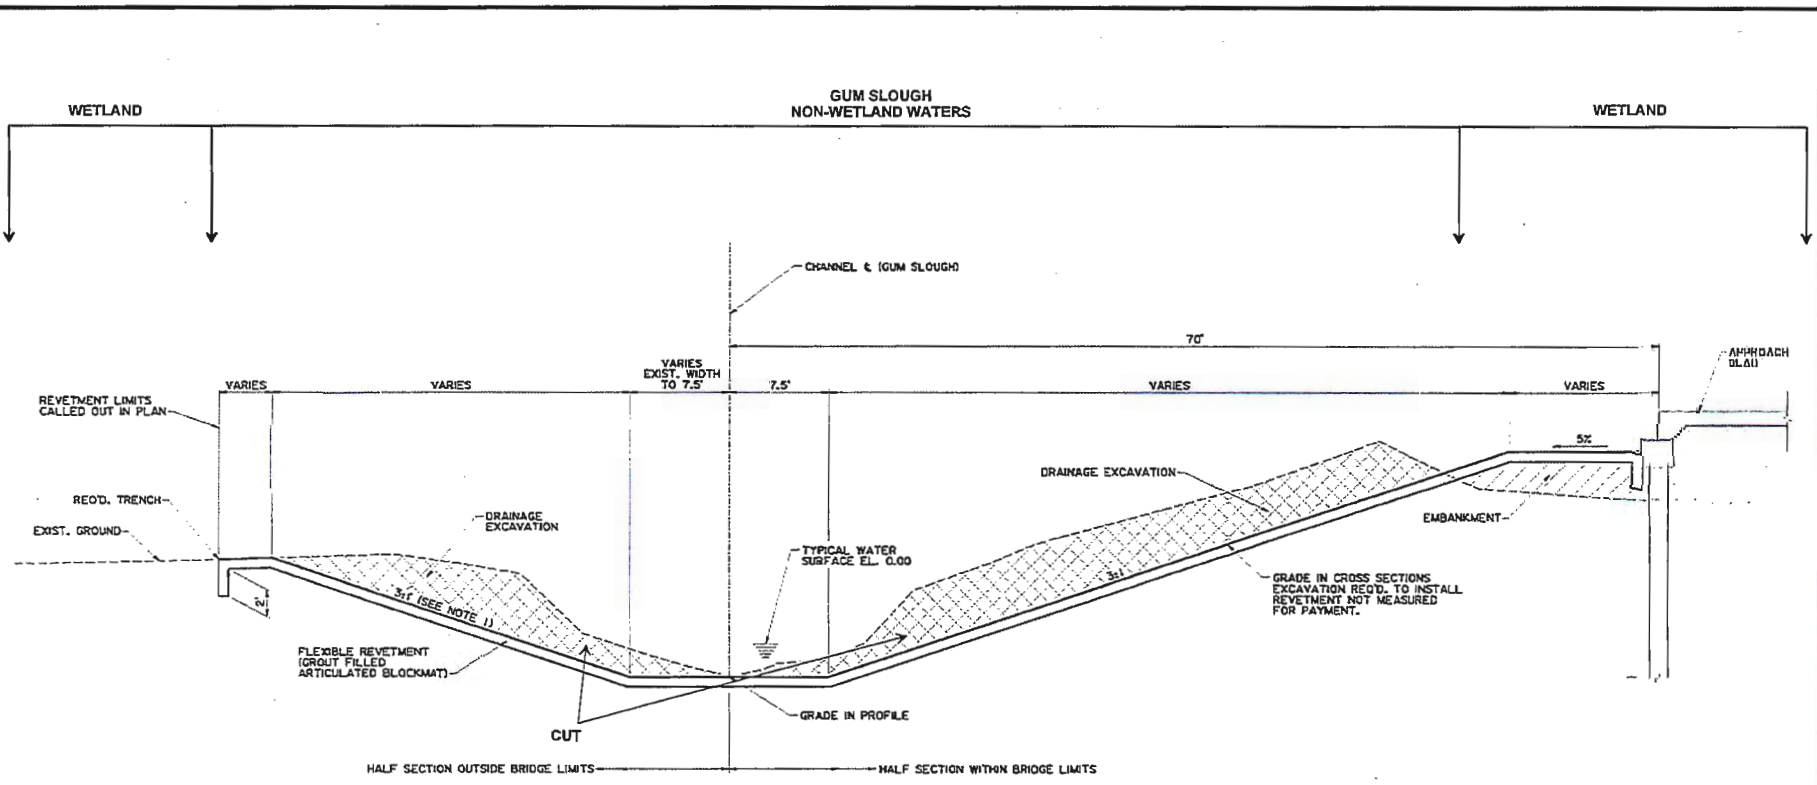 WETLAND
GUM SLOUGH
NON-WETLAND WATERS
WETLAND
CHANNEL ℄ (GUM SLOUGH)
70'
APPROACH
VARIES
VARIES
VARIES
EXIST. WIDTH
TO 7.5'
7.5'
VARIES
VARIES
REVETMENT LIMITS
CALLED OUT IN PLAN
5%
DRAINAGE EXCAVATION
REQ'D. TRENCH
EXIST. GROUND
DRAINAGE
EXCAVATION
EMBANKMENT
TYPICAL WATER
SURFACE EL. 0.00
2'
3:1 (SEE NOTE 1)
3:1
GRADE IN CROSS SECTIONS
EXCAVATION REQ'D. TO INSTALL
REVETMENT NOT MEASURED
FOR PAYMENT.
FLEXIBLE REVETMENT
(GROUT FILLED
ARTICULATED BLOCKMAT)
GRADE IN PROFILE
CUT
HALF SECTION OUTSIDE BRIDGE LIMITS
HALF SECTION WITHIN BRIDGE LIMITS